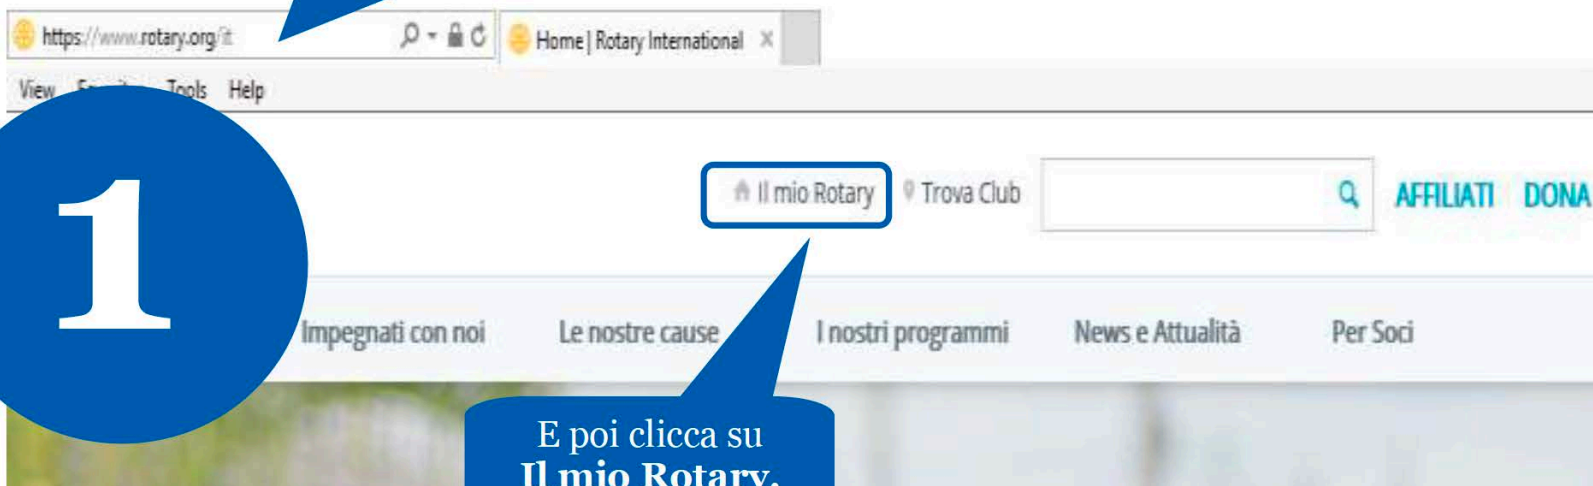 https://www.rotary.org/it
Home | Rotary International
View Tools Help
1
Il mio Rotary
Trova Club
AFFILIATI DONA
Impegnati con noi
Le nostre cause
I nostri programmi
News e Attualità
Per Soci
E poi clicca su
Il mio Rotary.